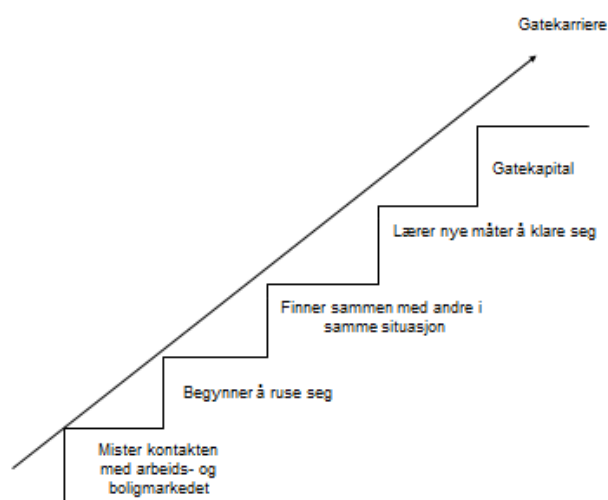 Gatekarriere
Gatekapital
Lærer nye måter å klare seg
Finner sammen med andre i
samme situasjon
Begynner å ruse seg
Mister kontakten
med arbeids- og
boligmarkedet